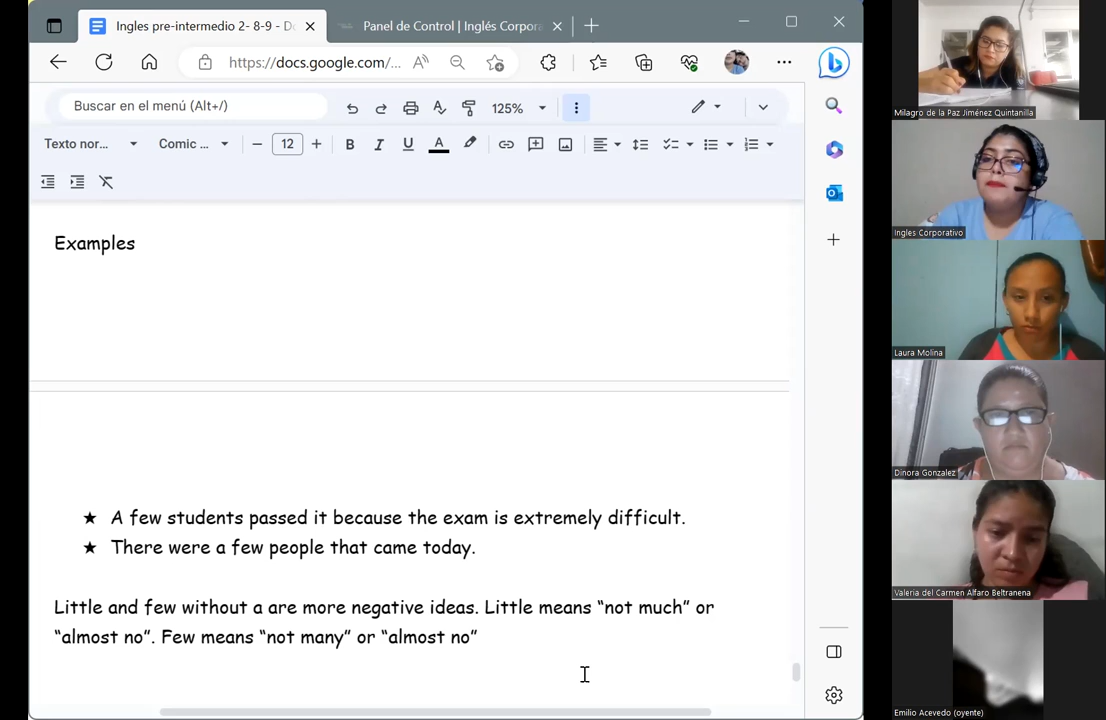 Ingles pre-intermedio 2- 8-9 - D
Panel de Control | Inglés Corpora
https://docs.google.com/...
Buscar en el menú (Alt+/)
125%
Texto nor...
Comic ...
12
Examples
★ A few students passed it because the exam is extremely difficult.
★ There were a few people that came today.
Little and few without a are more negative ideas. Little means “not much” or
“almost no”. Few means “not many” or “almost no”
Milagro de la Paz Jiménez Quintanilla
Ingles Corporativo
Laura Molina
Dinora Gonzalez
Valeria del Carmen Alfaro Beltranena
Emilio Acevedo (oyente)